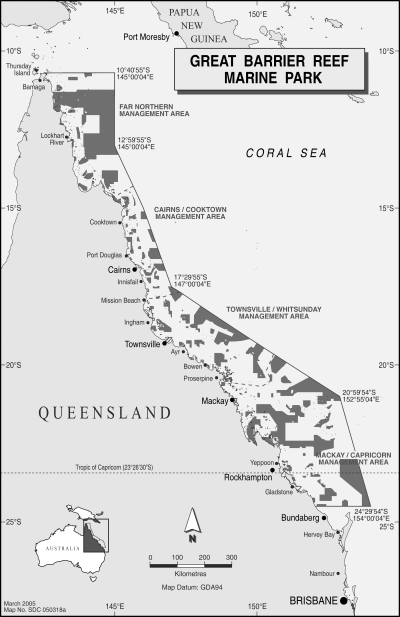 145°E
150°E
PAPUA
NEW
GUINEA
Port Moresby
GREAT BARRIER REEF
MARINE PARK
10°S
10°S
Thursday
Island
Bamaga
10°40'55"S
145°00'04"E
FAR NORTHERN
MANAGEMENT AREA
Lockhart
River
12°59'55"S
145°00'04"E
CORAL SEA
15°S
15°S
CAIRNS / COOKTOWN
MANAGEMENT AREA
Cooktown
Port Douglas
Cairns
Innisfail
17°29'55"S
147°00'04"E
Mission Beach
TOWNSVILLE / WHITSUNDAY
MANAGEMENT AREA
Ingham
Townsville
Ayr
20°S
20°S
Bowen
Proserpine
20°59'54"S
152°55'04"E
Mackay
QUEENSLAND
MACKAY / CAPRICORN
MANAGEMENT AREA
Tropic of Capricorn (23°26'30"S)
Yeppoon
Rockhampton
Gladstone
24°29'54"S
154°00'04"E
25°S
25°S
Bundaberg
Hervey Bay
AUSTRALIA
N
0
100
200
300
Kilometres
Map Datum: GDA94
Nambour
BRISBANE
March 2005
Map No. SDC 050318a
145°E
150°E